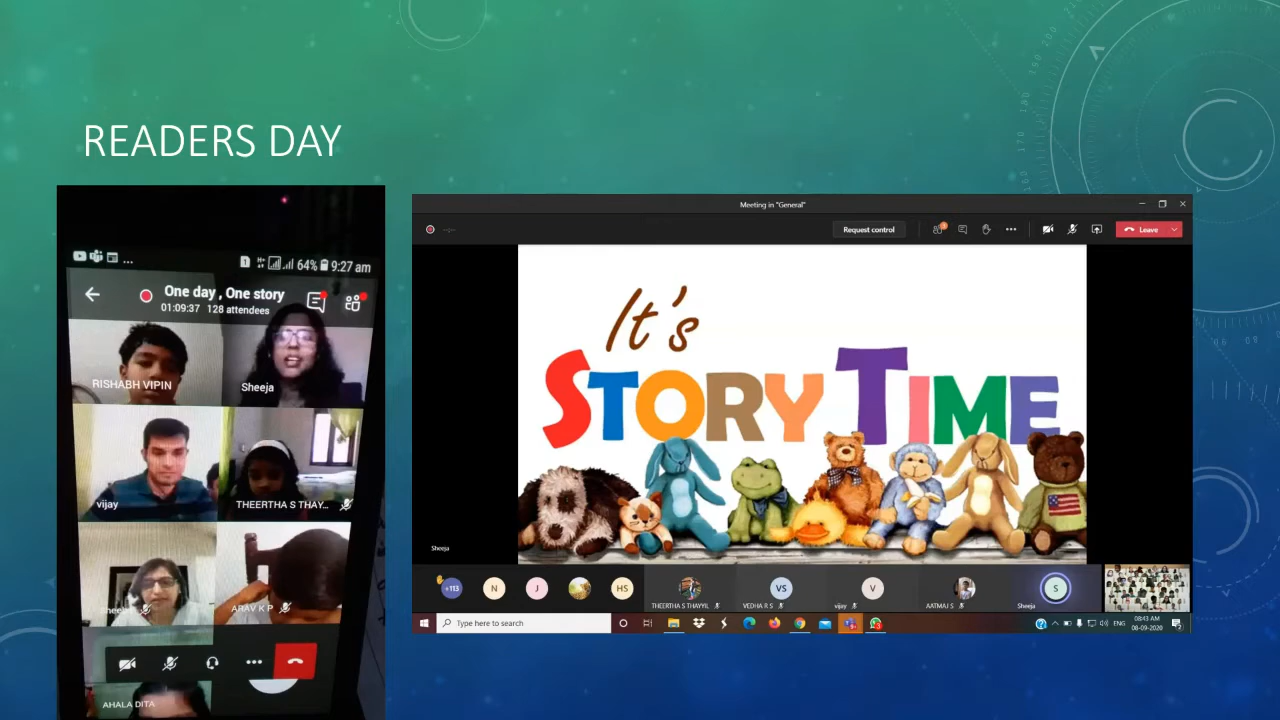 READERS DAY
64% 9:27 am
One day , One story
01:09:37 128 attendees
RISHABH VIPIN
Sheeja
vijay
THEERTHA S THAY...
ARAV K P
AHALA DITA
Meeting in "General"
Request control
Leave
It's
STORY TIME
Sheeja
+113
N
J
HS
VS
V
S
THEERTHA S THAYYIL
VEDHA R S
vijay
AATMAJ S
Sheeja
Type here to search
ENG
08:43 AM
08-09-2020